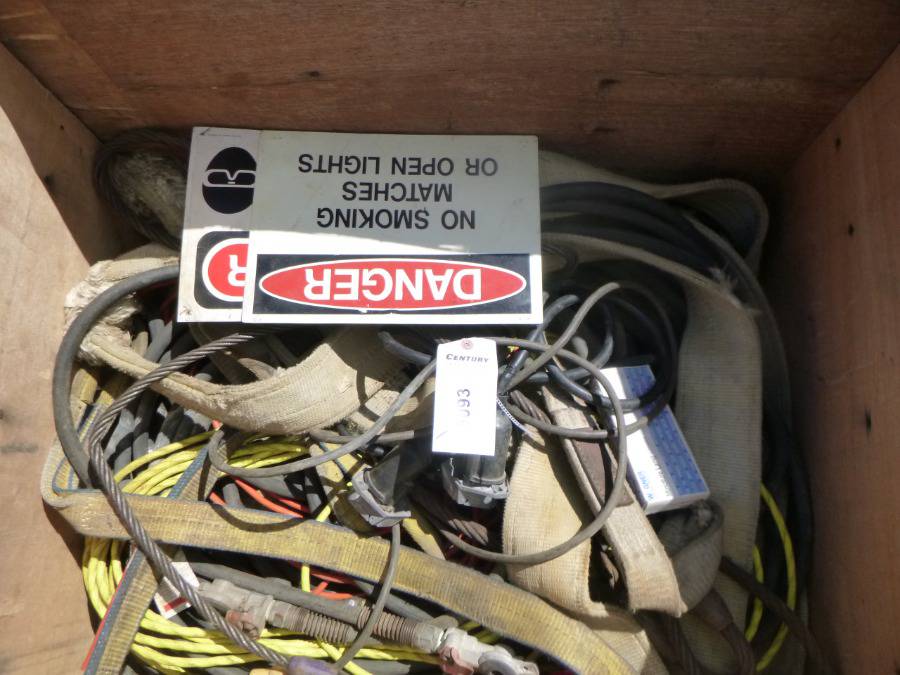 DANGER
NO SMOKING
MATCHES
OR OPEN LIGHTS
R
CENTURY